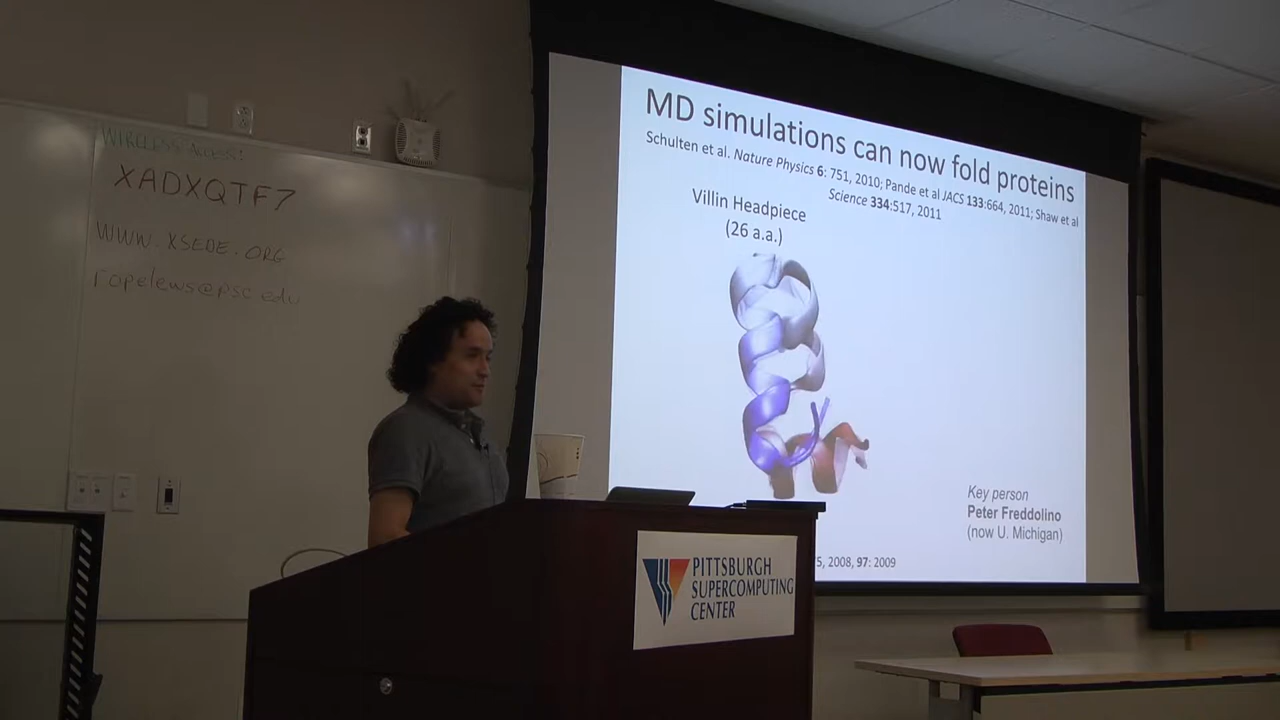 WIRELESS ACCESS:
XADXQTF7
WWW.XSEDE.ORG
ropelews@psc.edu
MD simulations can now fold proteins
Schulten et al. Nature Physics 6: 751, 2010; Pande et al JACS 133:664, 2011; Shaw et al
Science 334:517, 2011
Villin Headpiece
(26 a.a.)
Key person
Peter Freddolino
(now U. Michigan)
5, 2008, 97: 2009
PITTSBURGH
SUPERCOMPUTING
CENTER